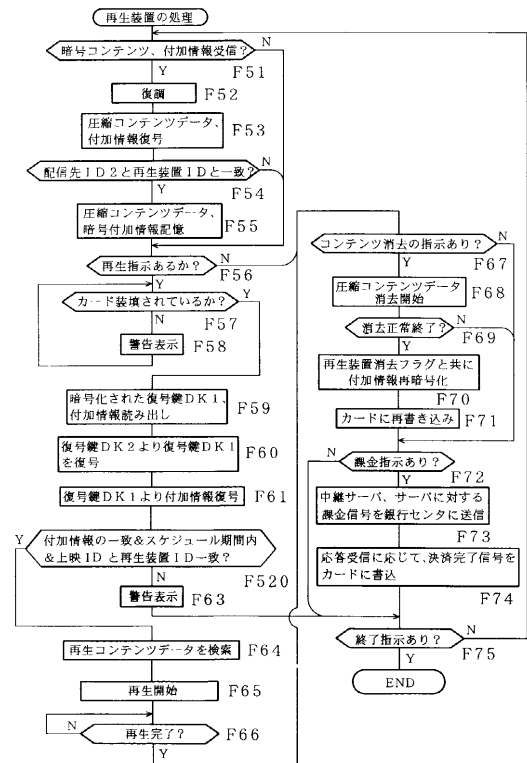 再生装置の処理
暗号コンテンツ、付加情報受信？
N
F51
Y
復調
F52
圧縮コンテンツデータ、
付加情報復号
F53
配信先ID2と再生装置IDと一致？
N
F54
Y
圧縮コンテンツデータ、
暗号付加情報記憶
F55
再生指示あるか？
N
F56
Y
カード装填されているか？
Y
F57
N
警告表示
F58
暗号化された復号鍵DK1、
付加情報読み出し
F59
復号鍵DK2より復号鍵DK1
を復号
F60
復号鍵DK1より付加情報復号
F61
Y
付加情報の一致＆スケジュール期間内
＆上映IDと再生装置ID一致？
F520
N
警告表示
F63
再生コンテンツデータを検索
F64
再生開始
F65
N
再生完了？
F66
Y
コンテンツ消去の指示あり？
N
F67
Y
圧縮コンテンツデータ
消去開始
F68
消去正常終了？
N
F69
Y
再生装置消去フラグと共に
付加情報再暗号化
F70
カードに再書き込み
F71
N
課金指示あり？
F72
Y
中継サーバ、サーバに対する
課金信号を銀行センタに送信
F73
応答受信に応じて、決済完了信号を
カードに書込
F74
終了指示あり？
N
F75
Y
END